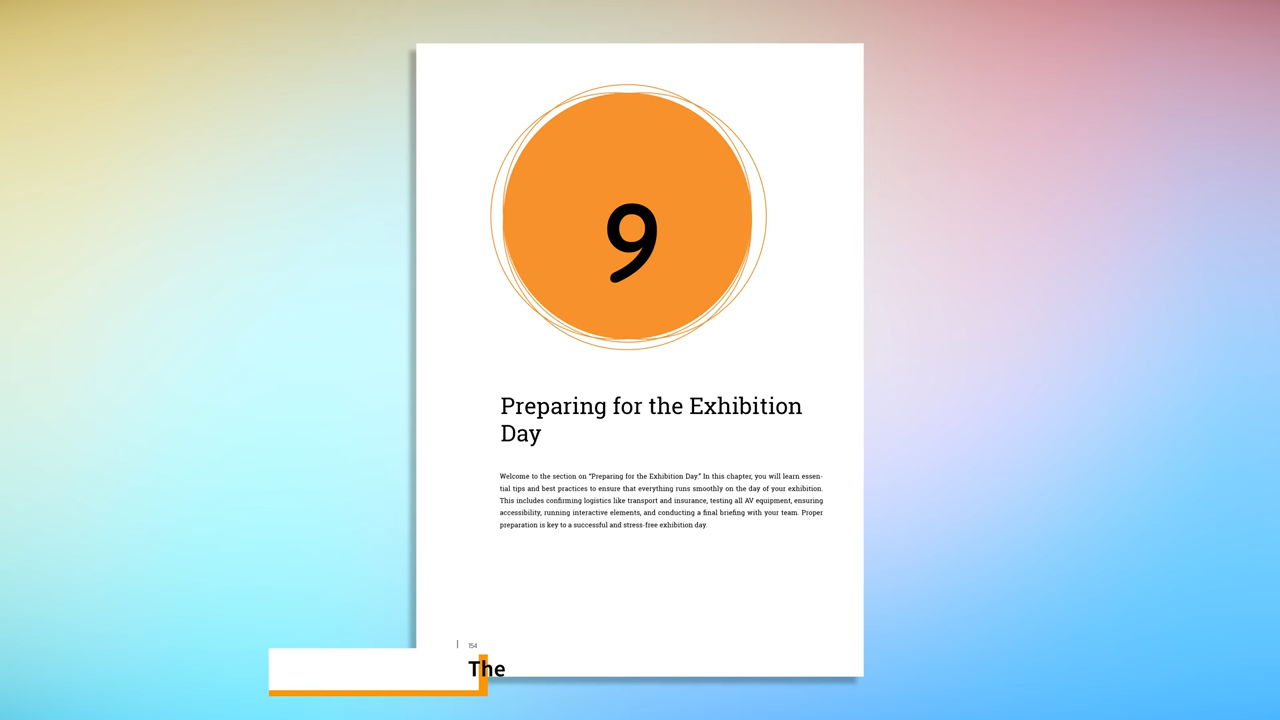 9
Preparing for the Exhibition
Day
Welcome to the section on “Preparing for the Exhibition Day.” In this chapter, you will learn essen-
tial tips and best practices to ensure that everything runs smoothly on the day of your exhibition.
This includes confirming logistics like transport and insurance, testing all AV equipment, ensuring
accessibility, running interactive elements, and conducting a final briefing with your team. Proper
preparation is key to a successful and stress-free exhibition day.
154
The